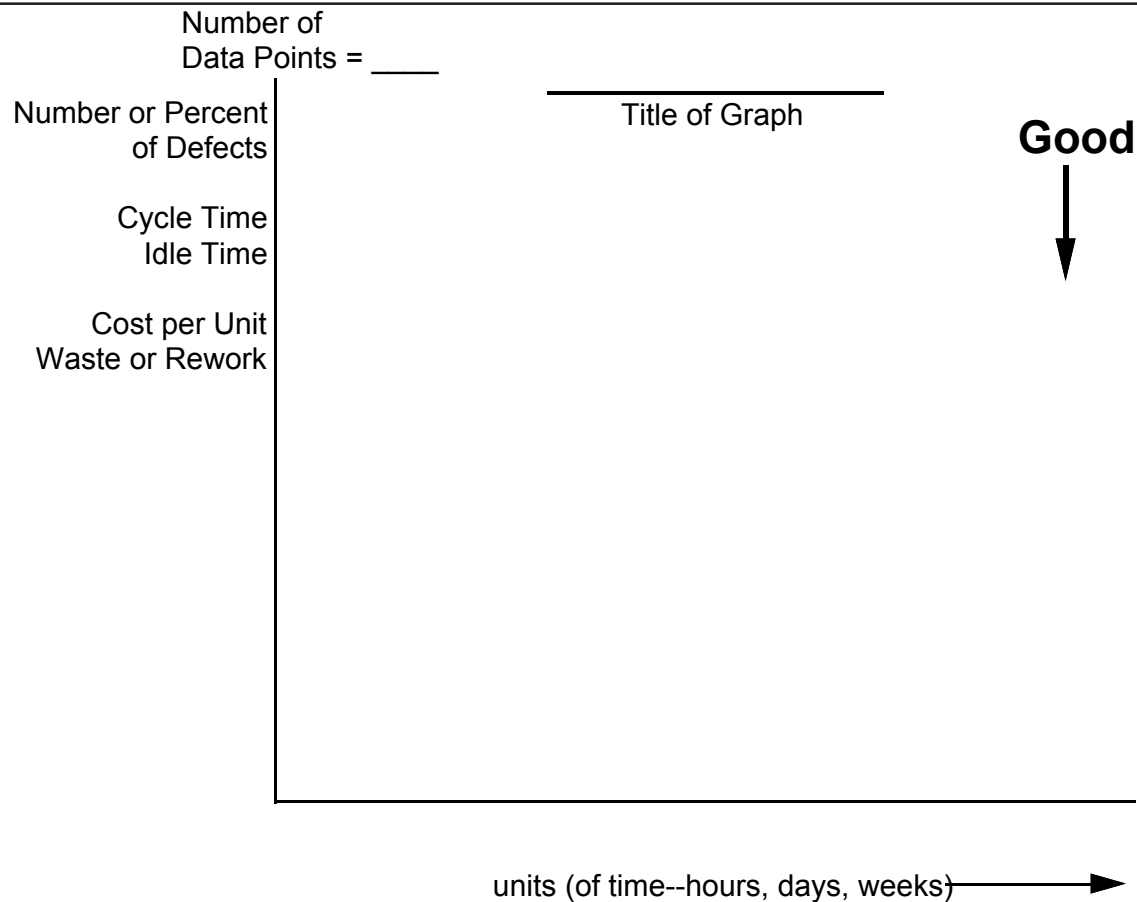 Number of
Data Points = ____
Number or Percent
of Defects
Title of Graph
Good
Cycle Time
Idle Time
Cost per Unit
Waste or Rework
units (of time--hours, days, weeks)